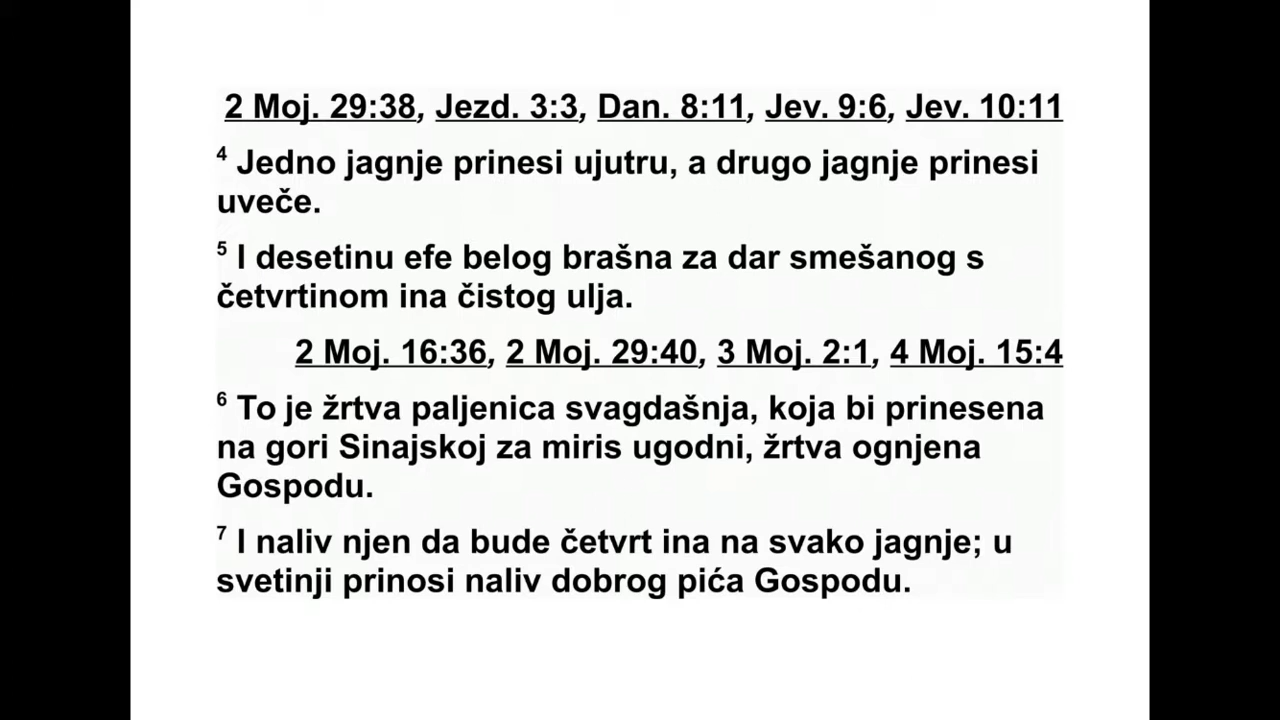 2 Moj. 29:38, Jezd. 3:3, Dan. 8:11, Jev. 9:6, Jev. 10:11
4 Jedno jagnje prinesi ujutru, a drugo jagnje prinesi
uveče.
5 I desetinu efe belog brašna za dar smešanog s
četvrtinom ina čistog ulja.
2 Moj. 16:36, 2 Moj. 29:40, 3 Moj. 2:1, 4 Moj. 15:4
6 To je žrtva paljenica svagdašnja, koja bi prinesena
na gori Sinajskoj za miris ugodni, žrtva ognjena
Gospodu.
7 I naliv njen da bude četvrt ina na svako jagnje; u
svetinji prinosi naliv dobrog pića Gospodu.